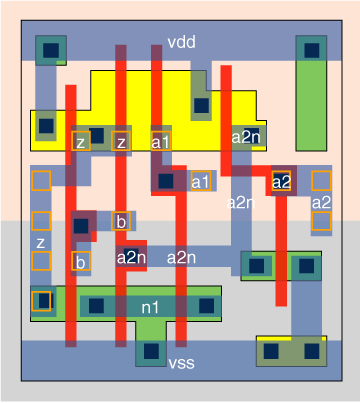 vdd
z z a1 a2n
a1 a2
a2n a2
b
z
b a2n a2n
n1
vss